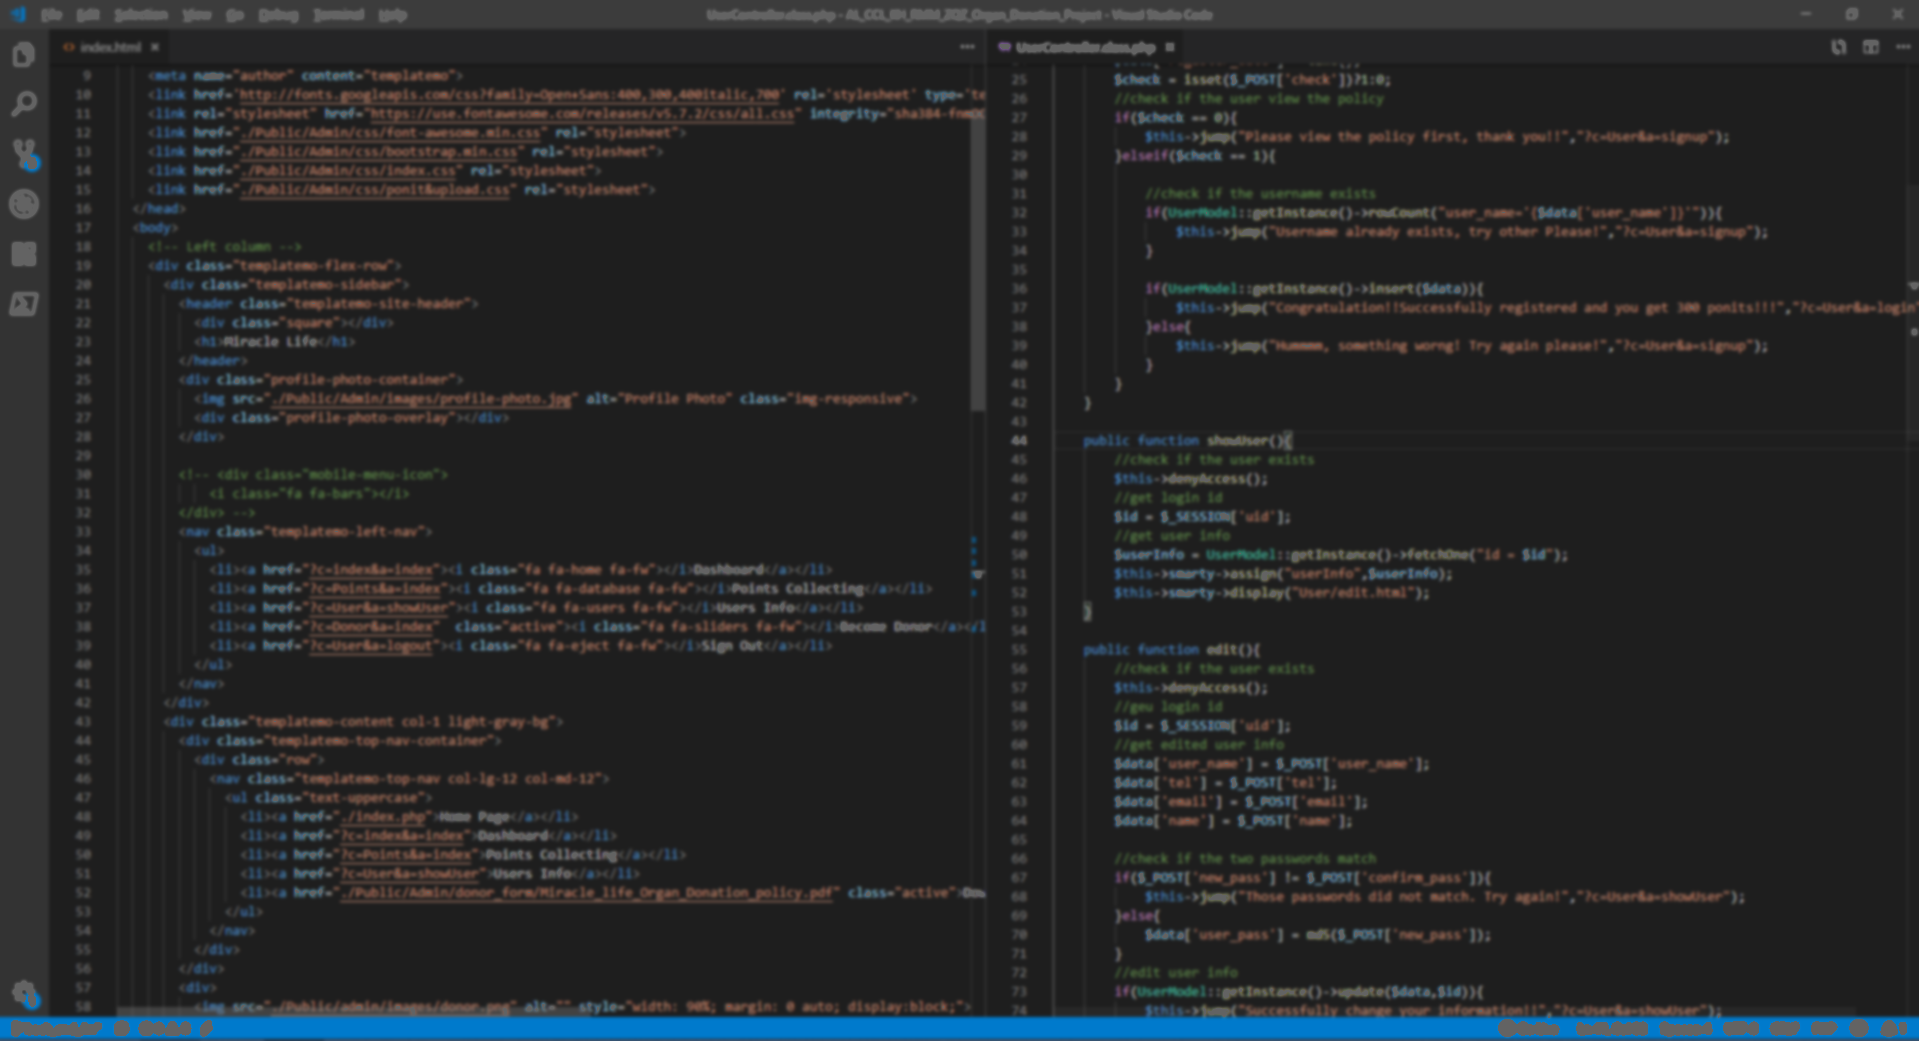 File Edit Selection View Go Debug Terminal Help
index.html
9 <meta name="author" content="templatemo">
10 <link href='http://fonts.googleapis.com/css?family=Open+Sans:400,300,400italic,700' rel='stylesheet' type='te
11 <link rel="stylesheet" href="https://use.fontawesome.com/releases/v5.7.2/css/all.css" integrity="sha384-
12 <link href="./Public/Admin/css/font-awesome.min.css" rel="stylesheet">
13 <link href="./Public/Admin/css/bootstrap.min.css" rel="stylesheet">
14 <link href="./Public/Admin/css/index.css" rel="stylesheet">
15 <link href="./Public/Admin/css/ponit&upload.css" rel="stylesheet">
16 </head>
17 <body>
18 <!-- Left column -->
19 <div class="templatemo-flex-row">
20 <div class="templatemo-sidebar">
21 <header class="templatemo-site-header">
22 <div class="square"></div>
23 <h1>Miracle Life</h1>
24 </header>
25 <div class="profile-photo-container">
26 <img src="./Public/Admin/images/profile-photo.jpg" alt="Profile Photo" class="img-responsive">
27 <div class="profile-photo-overlay"></div>
28 </div>
29
30 <!-- <div class="mobile-menu-icon">
31 <i class="fa fa-bars"></i>
32 </div> -->
33 <nav class="templatemo-left-nav">
34 <ul>
35 <li><a href="?c=index&a=index"><i class="fa fa-home fa-fw"></i>Dashboard</a></li>
36 <li><a href="?c=Points&a=index"><i class="fa fa-database fa-fw"></i>Points Collecting</a></li>
37 <li><a href="?c=User&a=showUser"><i class="fa fa-users fa-fw"></i>Users Info</a></li>
38 <li><a href="?c=Donor&a=index" class="active"><i class="fa fa-sliders fa-fw"></i>Become Donor</a></l
39 <li><a href="?c=User&a=logout"><i class="fa fa-eject fa-fw"></i>Sign Out</a></li>
40 </ul>
41 </nav>
42 </div>
43 <div class="templatemo-content col-1 light-gray-bg">
44 <div class="templatemo-top-nav-container">
45 <div class="row">
46 <nav class="templatemo-top-nav col-lg-12 col-md-12">
47 <ul class="text-uppercase">
48 <li><a href="./index.php">Home Page</a></li>
49 <li><a href="?c=index&a=index">Dashboard</a></li>
50 <li><a href="?c=Points&a=index">Points Collecting</a></li>
51 <li><a href="?c=User&a=showUser">Users Info</a></li>
52 <li><a href="./Public/Admin/donor_form/Miracle_life_Organ_Donation_policy.pdf" class="active">Dow
53 </ul>
54 </nav>
55 </div>
56 </div>
57 <div>
58 <img src="./Public/admin/images/donor.png" alt="" style="width: 90%; margin: 0 auto; display:block;">
UserController.class.php
25 $check = isset($_POST['check'])?1:0;
26 //check if the user view the policy
27 if($check == 0){
28 $this->jump("Please view the policy first, thank you!!","?c=User&a=signup");
29 }elseif($check == 1){
30
31 //check if the username exists
32 if(UserModel::getInstance()->rowCount("user_name='{$data['user_name']}'")){
33 $this->jump("Username already exists, try other Please!","?c=User&a=signup");
34 }
35
36 if(UserModel::getInstance()->insert($data)){
37 $this->jump("Congratulation!!Successfully registered and you get 300 ponits!!!","?c=User&a=login"
38 }else{
39 $this->jump("Hummmm, something worng! Try again please!","?c=User&a=signup");
40 }
41 }
42 }
43
44 public function showUser(){
45 //check if the user exists
46 $this->denyAccess();
47 //get login id
48 $id = $_SESSION['uid'];
49 //get user info
50 $userInfo = UserModel::getInstance()->fetchOne("id = $id");
51 $this->smarty->assign("userInfo",$userInfo);
52 $this->smarty->display("User/edit.html");
53 }
54
55 public function edit(){
56 //check if the user exists
57 $this->denyAccess();
58 //geu login id
59 $id = $_SESSION['uid'];
60 //get edited user info
61 $data['user_name'] = $_POST['user_name'];
62 $data['tel'] = $_POST['tel'];
63 $data['email'] = $_POST['email'];
64 $data['name'] = $_POST['name'];
65
66 //check if the two passwords match
67 if($_POST['new_pass'] != $_POST['confirm_pass']){
68 $this->jump("Those passwords did not match. Try again!","?c=User&a=showUser");
69 }else{
70 $data['user_pass'] = md5($_POST['new_pass']);
71 }
72 //edit user info
73 if(UserModel::getInstance()->update($data,$id)){
74 $this->jump("Successfully change your information!!","?c=User&a=showUser");